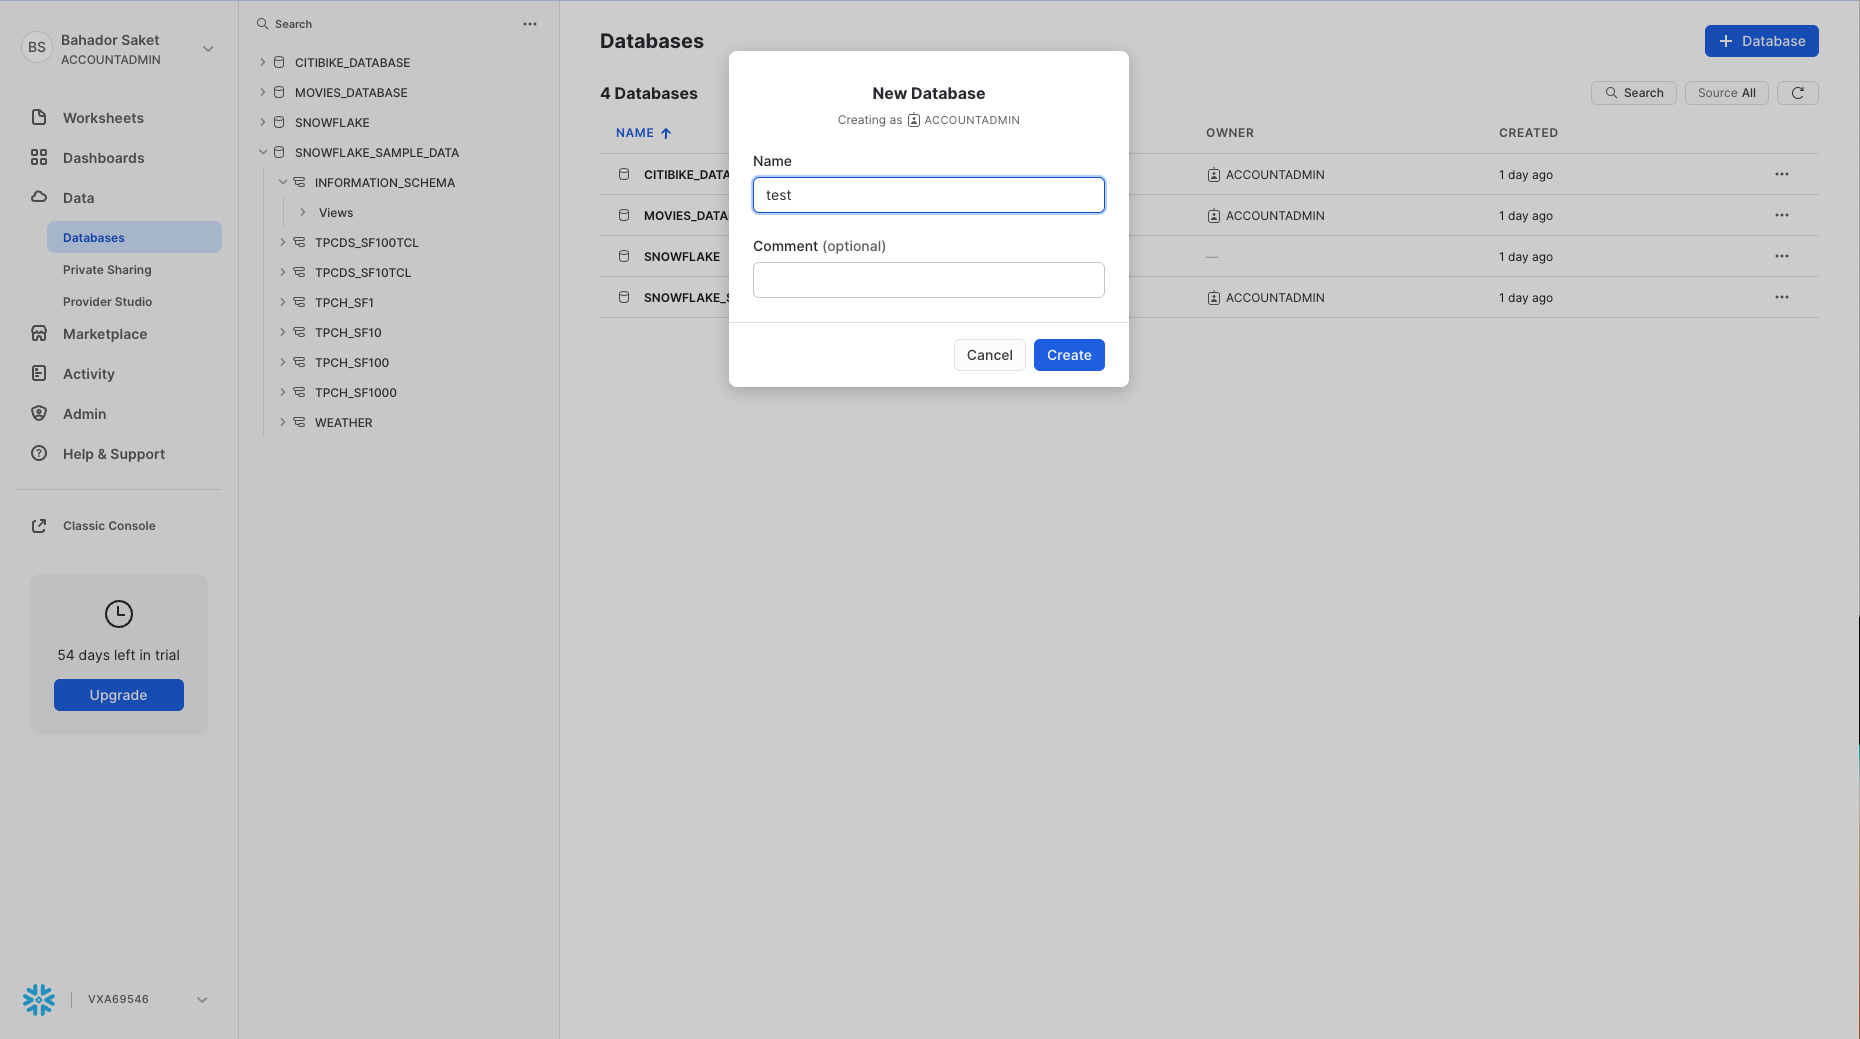 BS
Bahador Saket
ACCOUNTADMIN
Worksheets
Dashboards
Data
Databases
Private Sharing
Provider Studio
Marketplace
Activity
Admin
Help & Support
Classic Console
54 days left in trial
Upgrade
VXA69546
Search
CITIBIKE_DATABASE
MOVIES_DATABASE
SNOWFLAKE
SNOWFLAKE_SAMPLE_DATA
INFORMATION_SCHEMA
Views
TPCDS_SF100TCL
TPCDS_SF10TCL
TPCH_SF1
TPCH_SF10
TPCH_SF100
TPCH_SF1000
WEATHER
Databases
+ Database
4 Databases
Search
Source All
NAME OWNER CREATED
CITIBIKE_DATA ACCOUNTADMIN 1 day ago
MOVIES_DATA ACCOUNTADMIN 1 day ago
SNOWFLAKE — 1 day ago
SNOWFLAKE_S ACCOUNTADMIN 1 day ago
New Database
Creating as ACCOUNTADMIN
Name
test
Comment (optional)
Cancel
Create